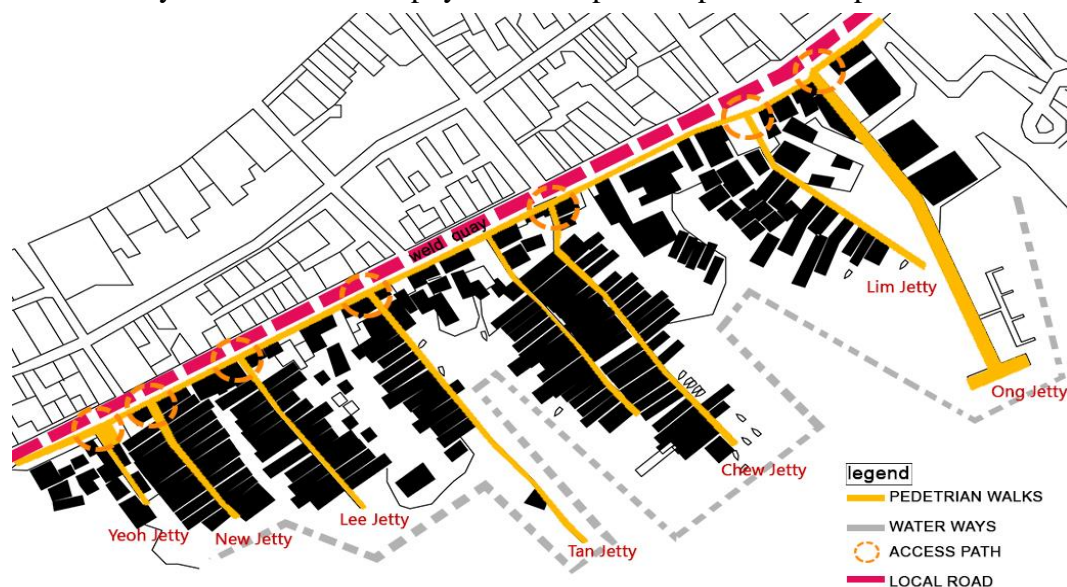 weld quay
Lim Jetty
Ong Jetty
Chew Jetty
Lee Jetty
Yeoh Jetty
New Jetty
Tan Jetty
legend
PEDETRIAN WALKS
WATER WAYS
ACCESS PATH
LOCAL ROAD